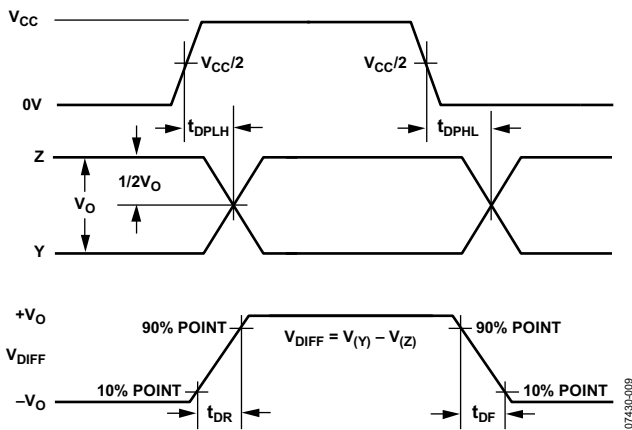 VCC
VCC/2 VCC/2
0V
tDPLH tDPHL
Z
1/2VO
VO
Y
+VO
90% POINT VDIFF = V(Y) – V(Z) 90% POINT
VDIFF
10% POINT 10% POINT
–VO
tDR tDF
07430-009